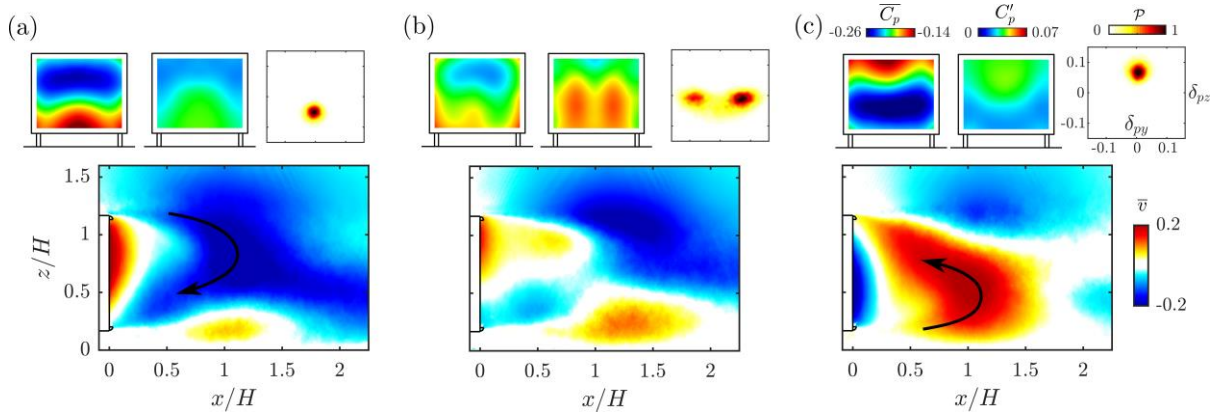 (a)
(b)
(c)
-0.26 $\overline{C_p}$ -0.14
0 $C_p'$ 0.07
0 $\mathcal{P}$ 1
0.1
0
-0.1
$\delta_{pz}$
$\delta_{py}$
-0.1 0 0.1
1.5
1
0.5
0
z/H
0 0.5 1 1.5 2
x/H
0 0.5 1 1.5 2
x/H
0 0.5 1 1.5 2
x/H
$\overline{v}$
0.2
-0.2